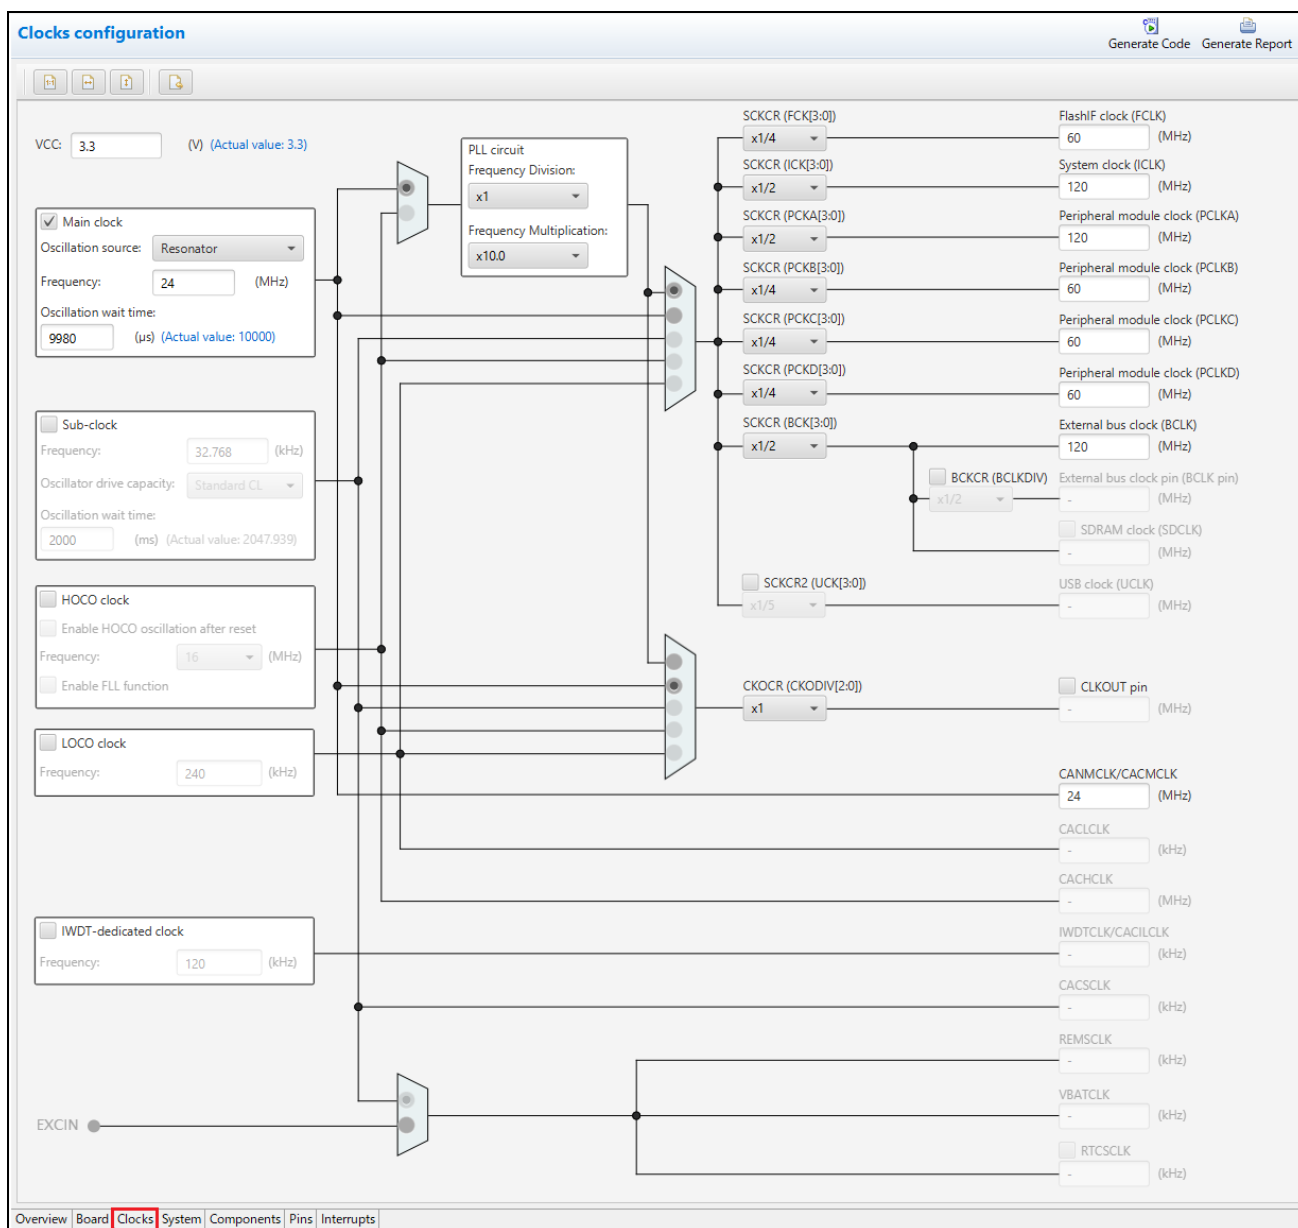 Clocks configuration
Generate Code Generate Report
1:1
VCC: 3.3 (V) (Actual value: 3.3)
Main clock
Oscillation source: Resonator
Frequency: 24 (MHz)
Oscillation wait time:
9980 (μs) (Actual value: 10000)
Sub-clock
Frequency: 32.768 (kHz)
Oscillator drive capacity: Standard CL
Oscillation wait time:
2000 (ms) (Actual value: 2047.939)
HOCO clock
Enable HOCO oscillation after reset
Frequency: 16 (MHz)
Enable FLL function
LOCO clock
Frequency: 240 (kHz)
IWDT-dedicated clock
Frequency: 120 (kHz)
EXCIN
PLL circuit
Frequency Division:
x1
Frequency Multiplication:
x10.0
SCKCR (FCK[3:0])
x1/4
FlashIF clock (FCLK)
60 (MHz)
SCKCR (ICK[3:0])
x1/2
System clock (ICLK)
120 (MHz)
SCKCR (PCKA[3:0])
x1/2
Peripheral module clock (PCLKA)
120 (MHz)
SCKCR (PCKB[3:0])
x1/4
Peripheral module clock (PCLKB)
60 (MHz)
SCKCR (PCKC[3:0])
x1/4
Peripheral module clock (PCLKC)
60 (MHz)
SCKCR (PCKD[3:0])
x1/4
Peripheral module clock (PCLKD)
60 (MHz)
SCKCR (BCK[3:0])
x1/2
External bus clock (BCLK)
120 (MHz)
BCKCR (BCLKDIV)
x1/2
External bus clock pin (BCLK pin)
- (MHz)
SDRAM clock (SDCLK)
- (MHz)
SCKCR2 (UCK[3:0])
x1/5
USB clock (UCLK)
- (MHz)
CKOCR (CKODIV[2:0])
x1
CLKOUT pin
- (MHz)
CANMCLK/CACMCLK
24 (MHz)
CACLCLK
- (kHz)
CACHCLK
- (MHz)
IWDTCLK/CACILCLK
- (kHz)
CACSCLK
- (kHz)
REMSCLK
- (kHz)
VBATCLK
- (kHz)
RTCSCLK
- (kHz)
Overview Board Clocks System Components Pins Interrupts